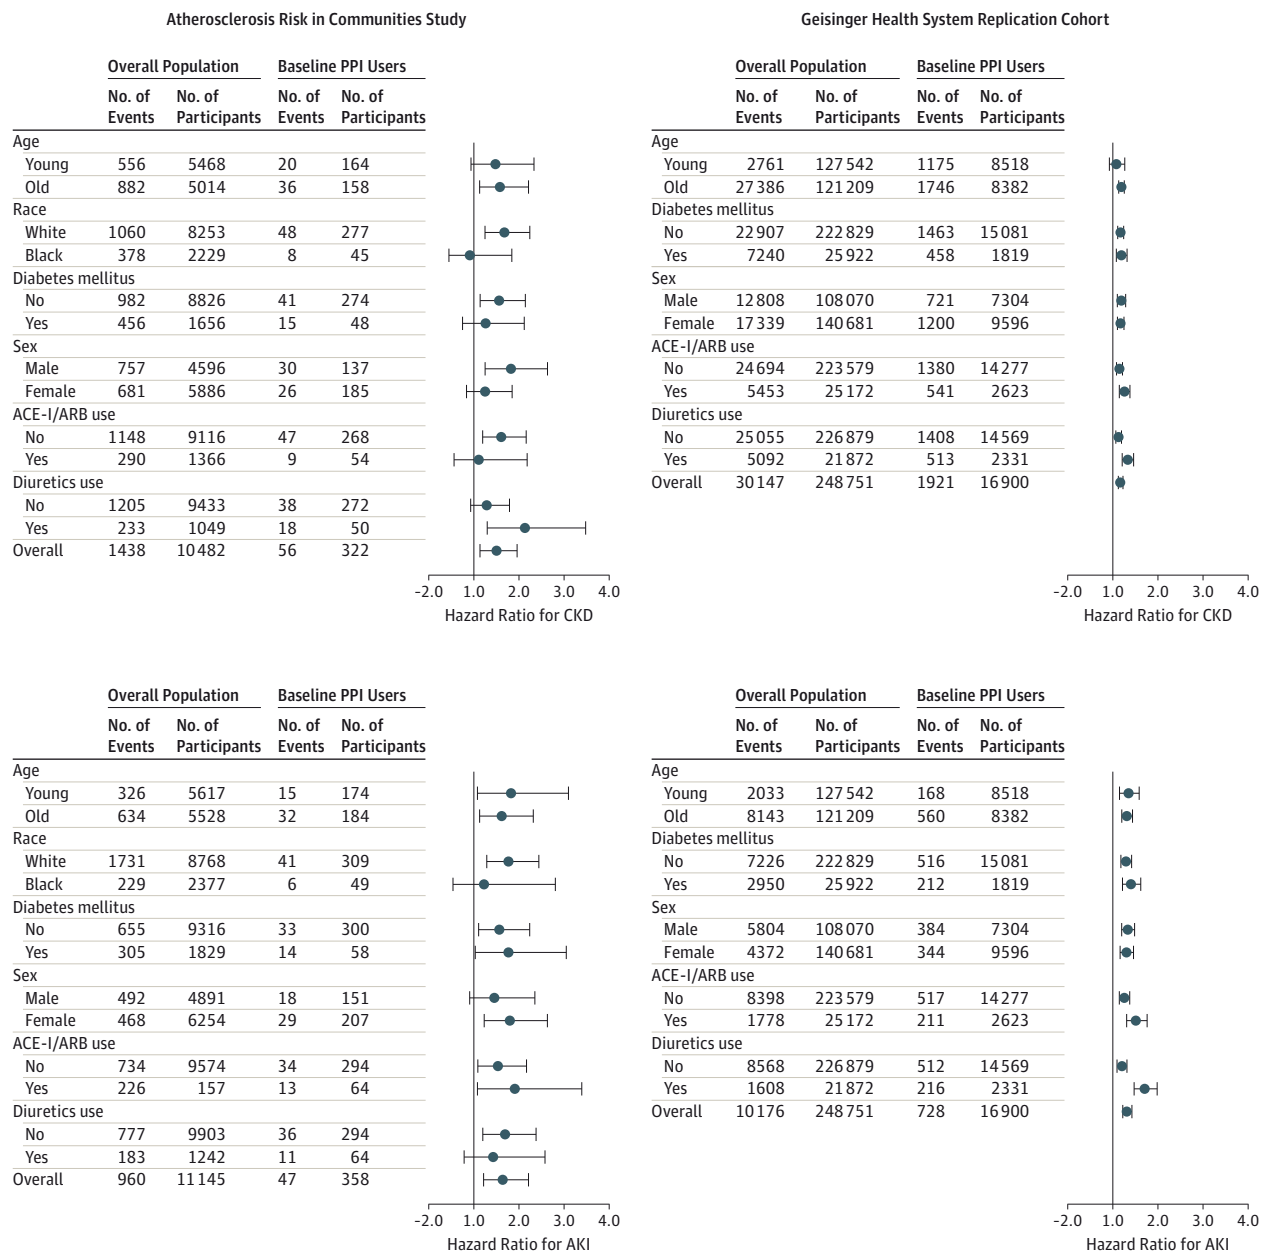 Atherosclerosis Risk in Communities Study
Overall Population Baseline PPI Users
No. of Events No. of Participants No. of Events No. of Participants
Age
Young 556 5468 20 164
Old 882 5014 36 158
Race
White 1060 8253 48 277
Black 378 2229 8 45
Diabetes mellitus
No 982 8826 41 274
Yes 456 1656 15 48
Sex
Male 757 4596 30 137
Female 681 5886 26 185
ACE-I/ARB use
No 1148 9116 47 268
Yes 290 1366 9 54
Diuretics use
No 1205 9433 38 272
Yes 233 1049 18 50
Overall 1438 10482 56 322
-2.0 1.0 2.0 3.0 4.0
Hazard Ratio for CKD
Geisinger Health System Replication Cohort
Overall Population Baseline PPI Users
No. of Events No. of Participants No. of Events No. of Participants
Age
Young 2761 127542 1175 8518
Old 27386 121209 1746 8382
Diabetes mellitus
No 22907 222829 1463 15081
Yes 7240 25922 458 1819
Sex
Male 12808 108070 721 7304
Female 17339 140681 1200 9596
ACE-I/ARB use
No 24694 223579 1380 14277
Yes 5453 25172 541 2623
Diuretics use
No 25055 226879 1408 14569
Yes 5092 21872 513 2331
Overall 30147 248751 1921 16900
-2.0 1.0 2.0 3.0 4.0
Hazard Ratio for CKD
Overall Population Baseline PPI Users
No. of Events No. of Participants No. of Events No. of Participants
Age
Young 326 5617 15 174
Old 634 5528 32 184
Race
White 1731 8768 41 309
Black 229 2377 6 49
Diabetes mellitus
No 655 9316 33 300
Yes 305 1829 14 58
Sex
Male 492 4891 18 151
Female 468 6254 29 207
ACE-I/ARB use
No 734 9574 34 294
Yes 226 157 13 64
Diuretics use
No 777 9903 36 294
Yes 183 1242 11 64
Overall 960 11145 47 358
-2.0 1.0 2.0 3.0 4.0
Hazard Ratio for AKI
Overall Population Baseline PPI Users
No. of Events No. of Participants No. of Events No. of Participants
Age
Young 2033 127542 168 8518
Old 8143 121209 560 8382
Diabetes mellitus
No 7226 222829 516 15081
Yes 2950 25922 212 1819
Sex
Male 5804 108070 384 7304
Female 4372 140681 344 9596
ACE-I/ARB use
No 8398 223579 517 14277
Yes 1778 25172 211 2623
Diuretics use
No 8568 226879 512 14569
Yes 1608 21872 216 2331
Overall 10176 248751 728 16900
-2.0 1.0 2.0 3.0 4.0
Hazard Ratio for AKI